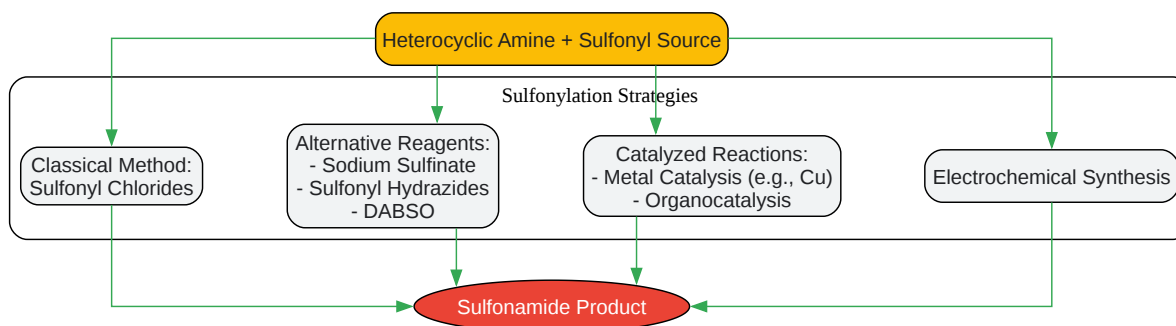 Heterocyclic Amine + Sulfonyl Source
Sulfonylation Strategies
Classical Method:
Sulfonyl Chlorides
Alternative Reagents:
- Sodium Sulfinate
- Sulfonyl Hydrazides
- DABSO
Catalyzed Reactions:
- Metal Catalysis (e.g., Cu)
- Organocatalysis
Electrochemical Synthesis
Sulfonamide Product